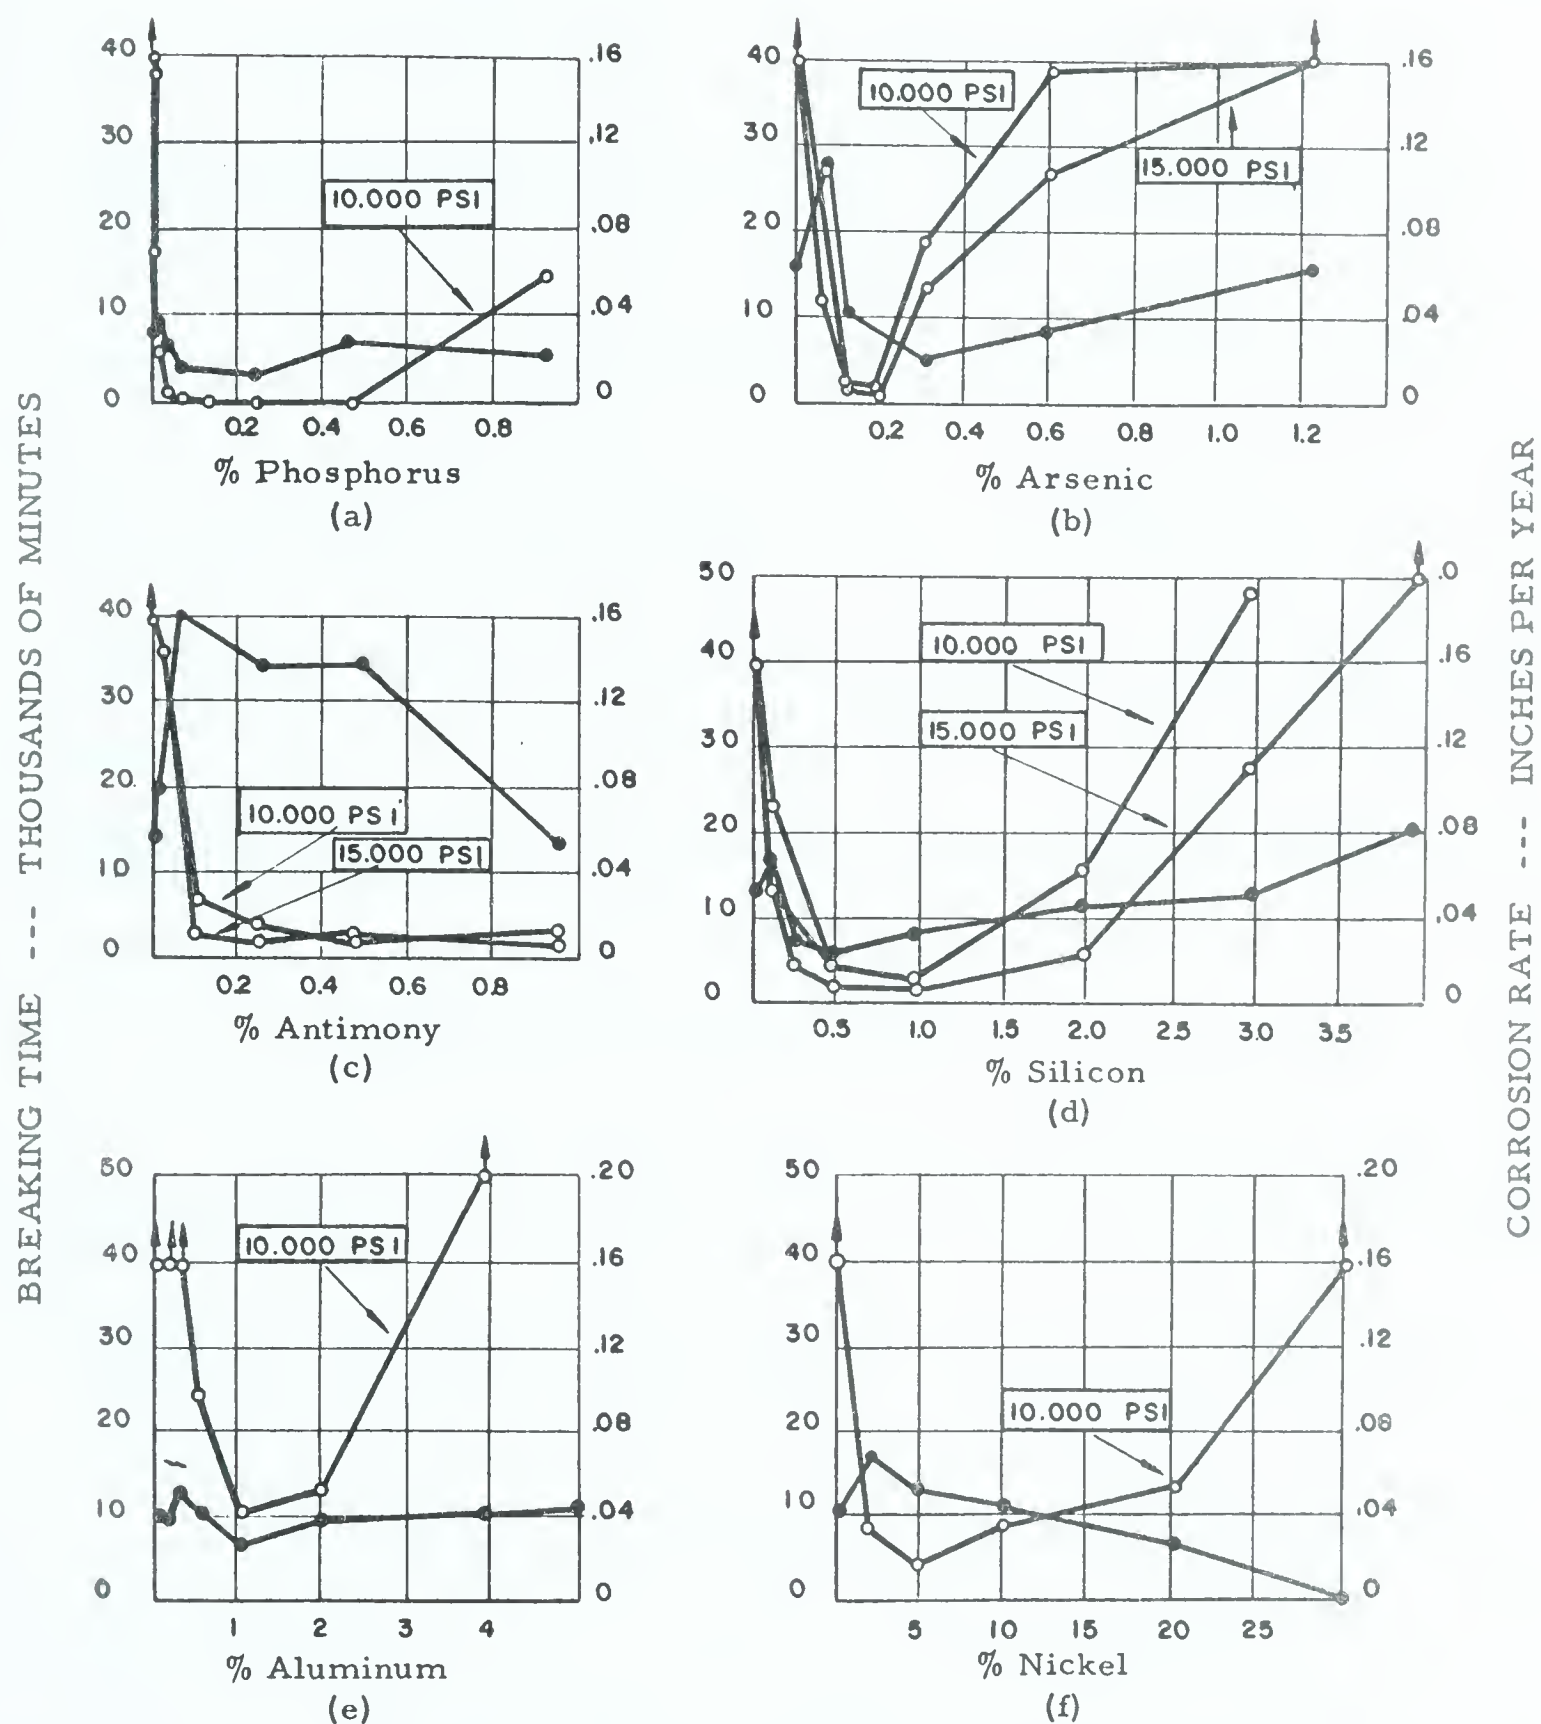 BREAKING TIME --- THOUSANDS OF MINUTES
40
30
20
10
0
.16
.12
.08
.04
0
10.000 PSI
0.2 0.4 0.6 0.8
% Phosphorus
(a)
40
30
20
10
0
.16
.12
.08
.04
0
10.000 PSI
15.000 PSI
0.2 0.4 0.6 0.8 1.0 1.2
% Arsenic
(b)
40
30
20
10
0
.16
.12
.08
.04
0
10.000 PSI
15.000 PSI
0.2 0.4 0.6 0.8
% Antimony
(c)
50
40
30
20
10
0
.0
.16
.12
.08
.04
0
10.000 PSI
15.000 PSI
0.5 1.0 1.5 2.0 2.5 3.0 3.5
% Silicon
(d)
50
40
30
20
10
0
.20
.16
.12
.08
.04
0
10.000 PSI
1 2 3 4
% Aluminum
(e)
50
40
30
20
10
0
.20
.16
.12
.08
.04
0
10.000 PSI
5 10 15 20 25
% Nickel
(f)
CORROSION RATE --- INCHES PER YEAR